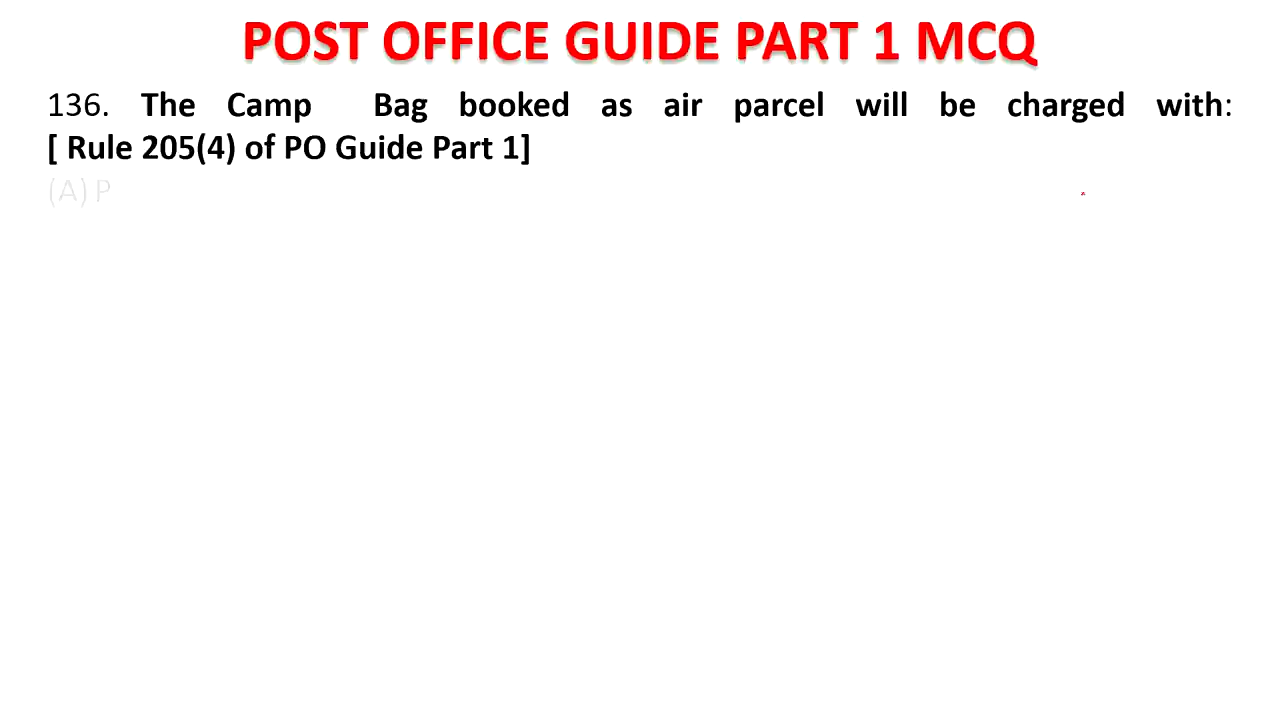 POST OFFICE GUIDE PART 1 MCQ
136. The Camp Bag booked as air parcel will be charged with:
[ Rule 205(4) of PO Guide Part 1]
(A) P